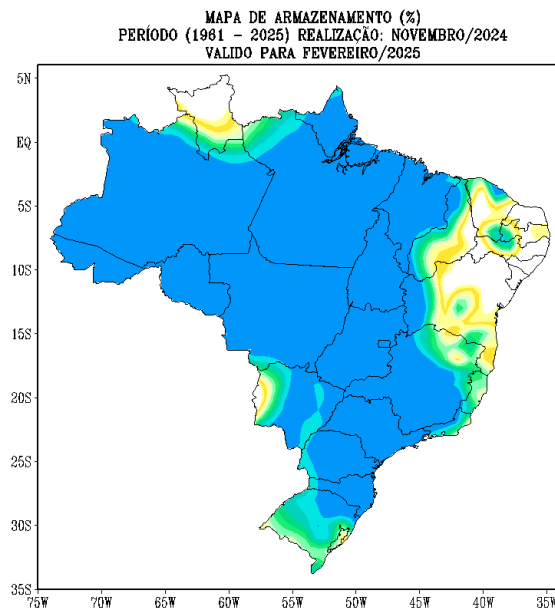 MAPA DE ARMAZENAMENTO (%)
PERÍODO (1961 - 2025) REALIZAÇÃO: NOVEMBRO/2024
VALIDO PARA FEVEREIRO/2025
5N
EQ
5S
10S
15S
20S
25S
30S
35S
75W 70W 65W 60W 55W 50W 45W 40W 35W